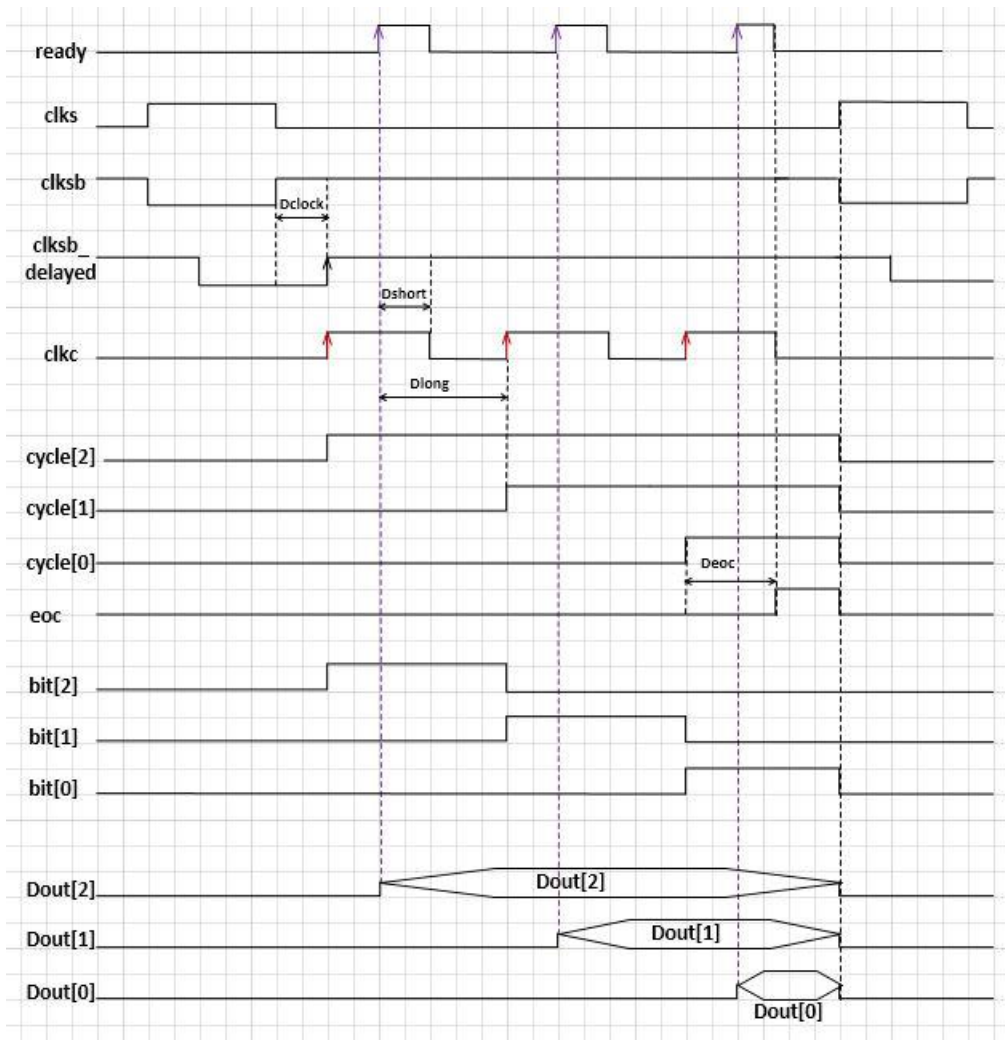 ready
clks
clksb
Dclock
clksb_
delayed
Dshort
clkc
Dlong
cycle[2]
cycle[1]
cycle[0]
Deoc
eoc
bit[2]
bit[1]
bit[0]
Dout[2]
Dout[2]
Dout[1]
Dout[1]
Dout[0]
Dout[0]